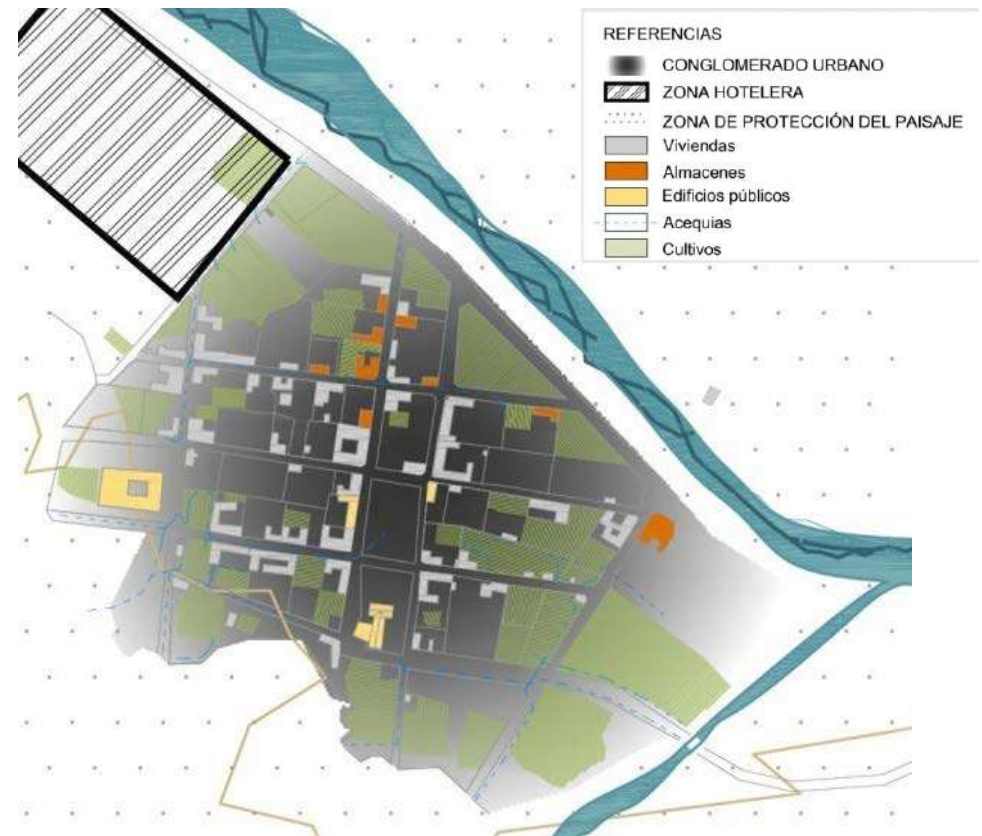 REFERENCIAS
CONGLOMERADO URBANO
ZONA HOTELERA
ZONA DE PROTECCIÓN DEL PAISAJE
Viviendas
Almacenes
Edificios públicos
Acequias
Cultivos